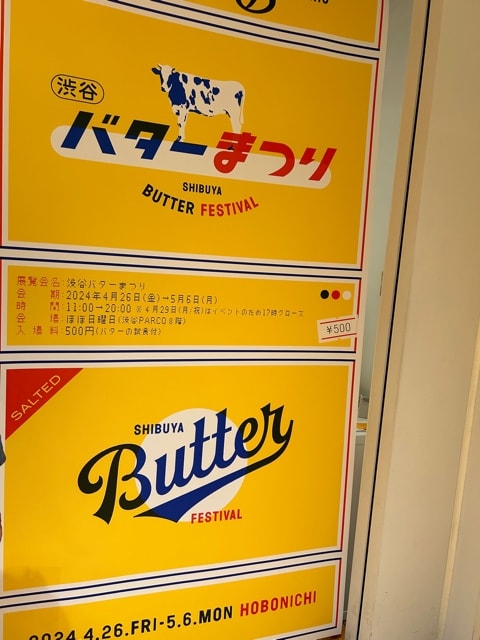 渋谷
バターまつり
SHIBUYA
BUTTER FESTIVAL
展覧会名：渋谷バターまつり
会 期：2024年4月26日(金)→5月6日(月)
時 間：11:00→20:00 ※4月29日(月/祝)はイベントのため17時クローズ
会 場：ほぼ日曜日(渋谷PARCO8階)
入場料：500円(バターの試食付)
¥500
SALTED
SHIBUYA
Butter
FESTIVAL
2024 4.26.FRI-5.6.MON HOBONICHI